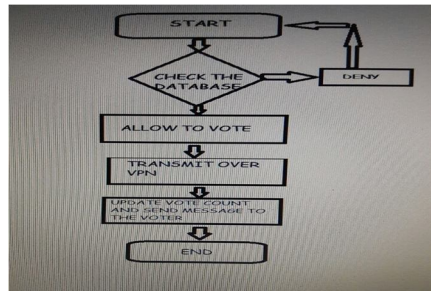 START
CHECK THE
DATABASE
DENY
ALLOW TO VOTE
TRANSMIT OVER
VPN
UPDATE VOTE COUNT
AND SEND MESSAGE TO
THE VOTER
END